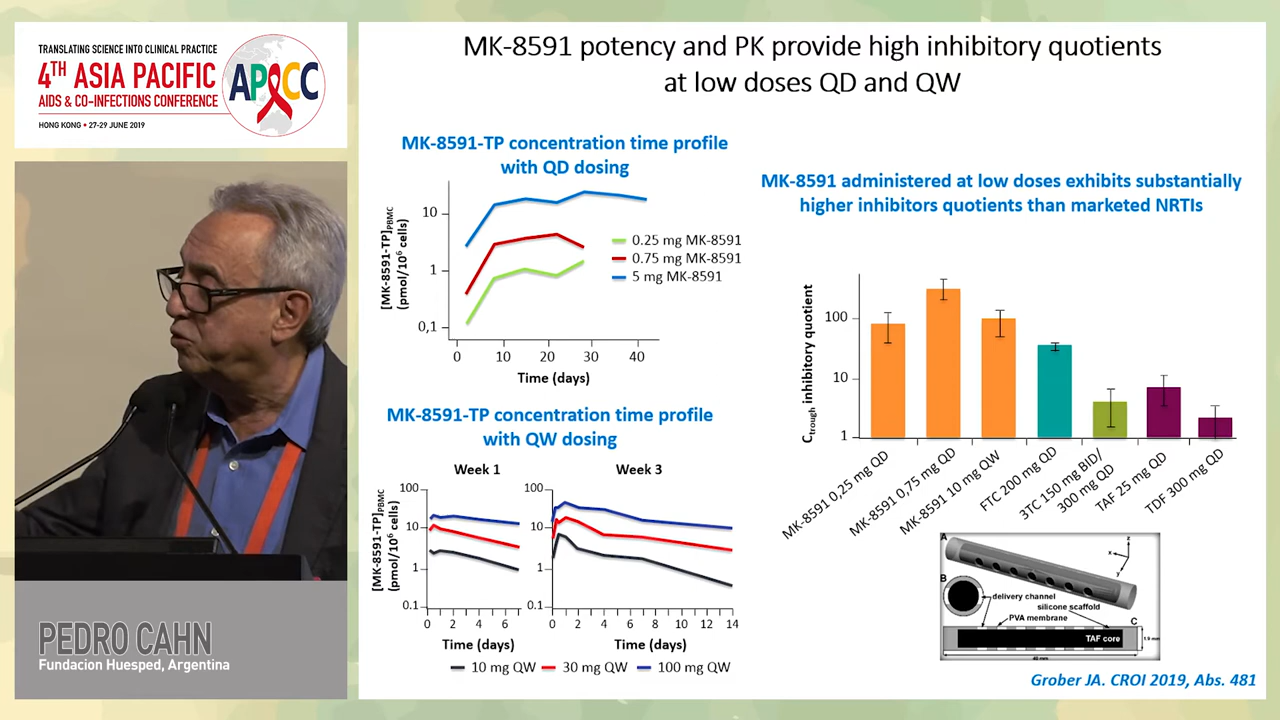 TRANSLATING SCIENCE INTO CLINICAL PRACTICE
4TH ASIA PACIFIC
AIDS & CO-INFECTIONS CONFERENCE
HONG KONG • 27-29 JUNE 2019
APACC
MK-8591 potency and PK provide high inhibitory quotients
at low doses QD and QW
MK-8591-TP concentration time profile
with QD dosing
[MK-8591-TP]PBMC
(pmol/10⁶ cells)
10
1
0,1
0.25 mg MK-8591
0.75 mg MK-8591
5 mg MK-8591
0 10 20 30 40
Time (days)
MK-8591-TP concentration time profile
with QW dosing
Week 1
Week 3
[MK-8591-TP]PBMC
(pmol/10⁶ cells)
100
10
1
0.1
0 2 4 6
Time (days)
100
10
1
0.1
0 2 4 6 8 10 12 14
Time (days)
10 mg QW 30 mg QW 100 mg QW
MK-8591 administered at low doses exhibits substantially
higher inhibitors quotients than marketed NRTIs
Ctrough inhibitory quotient
100
10
1
MK-8591 0,25 mg QD
MK-8591 0,75 mg QD
MK-8591 10 mg QW
FTC 200 mg QD
3TC 150 mg BID/
300 mg QD
TAF 25 mg QD
TDF 300 mg QD
A
z
x
y
B
delivery channel
silicone scaffold
PVA membrane
C
TAF core
1.9 mm
40 mm
Grober JA. CROI 2019, Abs. 481
PEDRO CAHN
Fundacion Huesped, Argentina